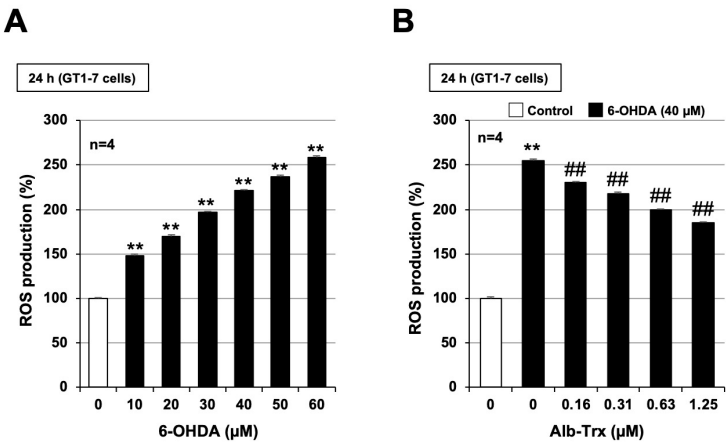 A
24 h (GT1-7 cells)
n=4
ROS production (%)
300
250
200
150
100
50
0
**
**
**
**
**
**
0 10 20 30 40 50 60
6-OHDA (µM)
B
24 h (GT1-7 cells)
Control 6-OHDA (40 µM)
n=4
ROS production (%)
300
250
200
150
100
50
0
**
##
##
##
##
0 0 0.16 0.31 0.63 1.25
Alb-Trx (µM)